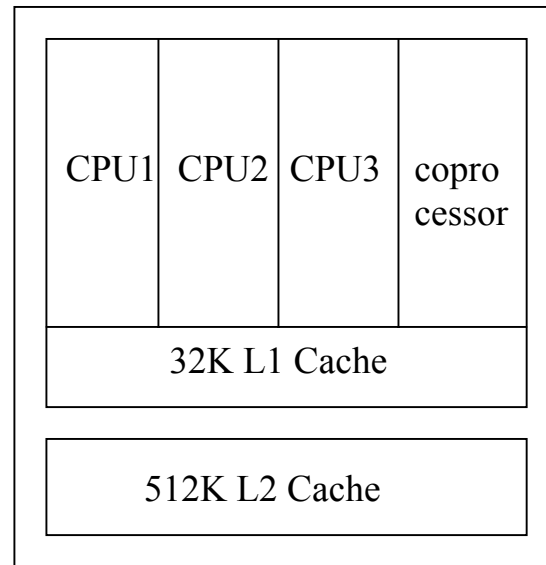 CPU1 CPU2 CPU3 copro
cessor
32K L1 Cache
512K L2 Cache